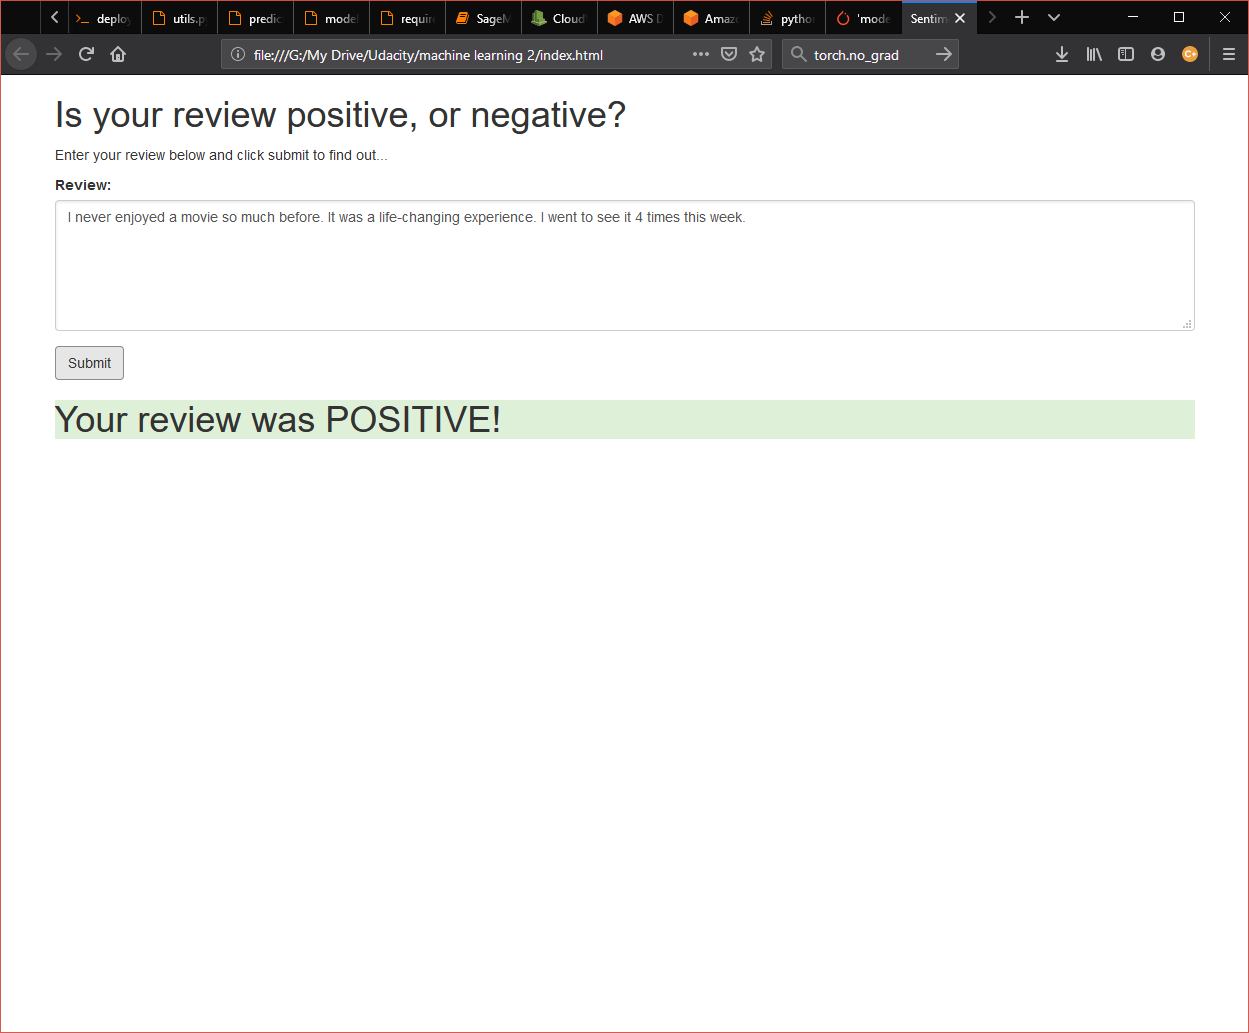 deploy utils.p predic model require SageM Cloud AWS D Amazo python 'mode Sentim
file:///G:/My Drive/Udacity/machine learning 2/index.html torch.no_grad
Is your review positive, or negative?
Enter your review below and click submit to find out...
Review:
I never enjoyed a movie so much before. It was a life-changing experience. I went to see it 4 times this week.
Submit
Your review was POSITIVE!